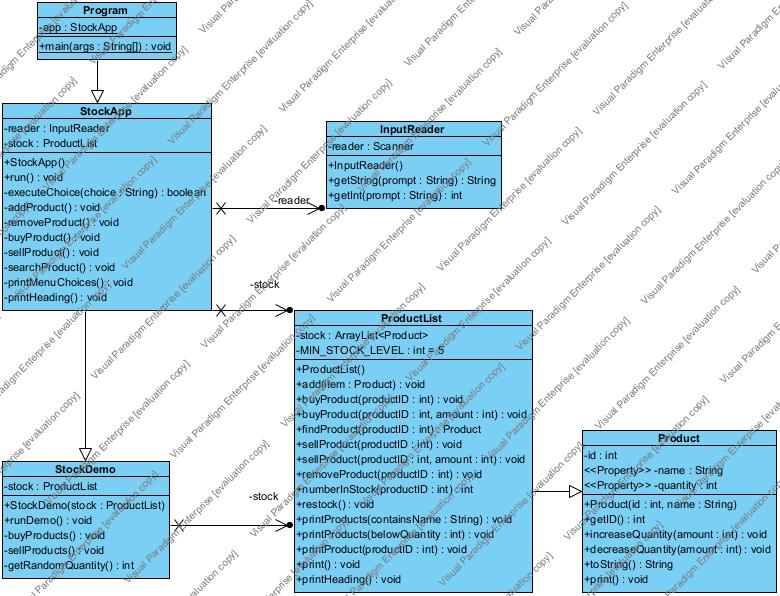 Program
-app : StockApp
+main(args : String[]) : void
StockApp
-reader : InputReader
-stock : ProductList
+StockApp()
+run() : void
-executeChoice(choice : String) : boolean
-addProduct() : void
-removeProduct() : void
-buyProduct() : void
-sellProduct() : void
-searchProduct() : void
-printMenuChoices() : void
-printHeading() : void
InputReader
-reader : Scanner
+InputReader()
+getString(prompt : String) : String
+getInt(prompt : String) : int
-reader
-stock
ProductList
-stock : ArrayList<Product>
-MIN_STOCK_LEVEL : int = 5
+ProductList()
+add(item : Product) : void
+buyProduct(productID : int) : void
+buyProduct(productID : int, amount : int) : void
+findProduct(productID : int) : Product
+sellProduct(productID : int) : void
+sellProduct(productID : int, amount : int) : void
+removeProduct(productID : int) : void
+numberInStock(productID : int) : int
+restock() : void
+printProducts(containsName : String) : void
+printProducts(belowQuantity : int) : void
+printProduct(productID : int) : void
+print() : void
+printHeading() : void
StockDemo
-stock : ProductList
+StockDemo(stock : ProductList)
+runDemo() : void
-buyProducts() : void
-sellProducts() : void
-getRandomQuantity() : int
-stock
Product
-id : int
<<Property>> -name : String
<<Property>> -quantity : int
+Product(id : int, name : String)
+getID() : int
+increaseQuantity(amount : int) : void
+decreaseQuantity(amount : int) : void
+toString() : String
+print() : void
Visual Paradigm Enterprise [evaluation copy]